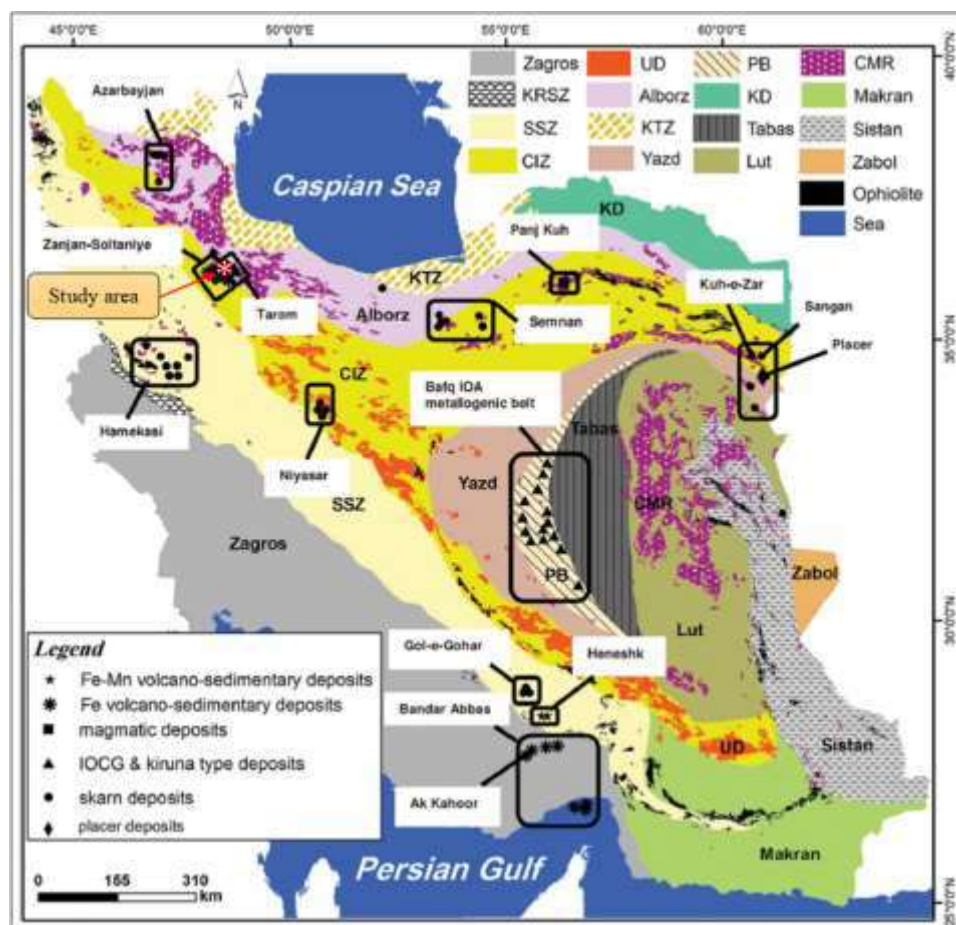 45°0'0"E
50°0'0"E
55°0'0"E
60°0'0"E
40°0'0"N
35°0'0"N
30°0'0"N
25°0'0"N
Zagros
UD
PB
CMR
KRSZ
Alborz
KD
Makran
SSZ
KTZ
Tabas
Sistan
CIZ
Yazd
Lut
Zabol
Ophiolite
Sea
N
Azarbayjan
Caspian Sea
KD
Zanjan-Soltaniye
Panj Kuh
KTZ
Kuh-e-Zar
Study area
Sangan
Tarom
Alborz
Semnan
Placer
CIZ
Bafq IOA
metallogenic belt
Tabas
Hamekasi
Niyasar
Yazd
SSZ
CMR
Zagros
PB
Zabol
Lut
Gol-e-Gohar
Heneshk
Bandar Abbas
UD
Sistan
Ak Kahoor
Makran
Persian Gulf
Legend
Fe-Mn volcano-sedimentary deposits
Fe volcano-sedimentary deposits
magmatic deposits
IOCG & kiruna type deposits
skarn deposits
placer deposits
0 165 310
km